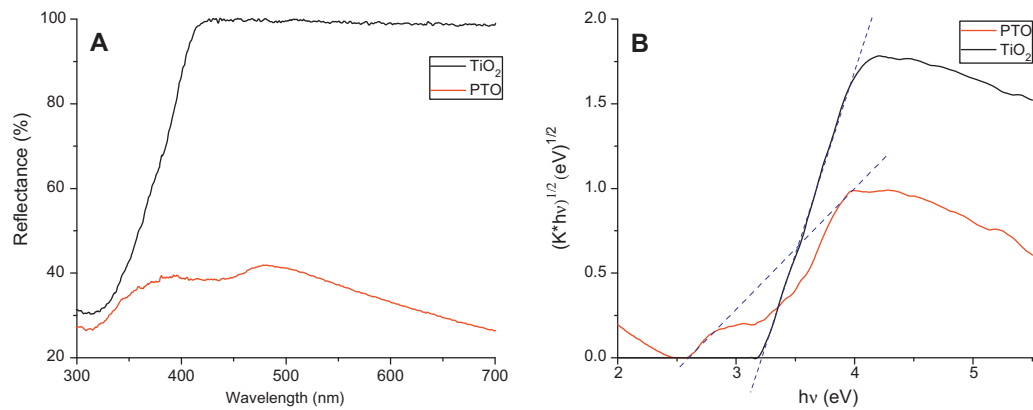 A
TiO₂
PTO
Reflectance (%)
100
80
60
40
20
300
400
500
600
700
Wavelength (nm)
B
PTO
TiO₂
(K*hν)^1/2 (eV)^1/2
2.0
1.5
1.0
0.5
0.0
2
3
4
5
hν (eV)